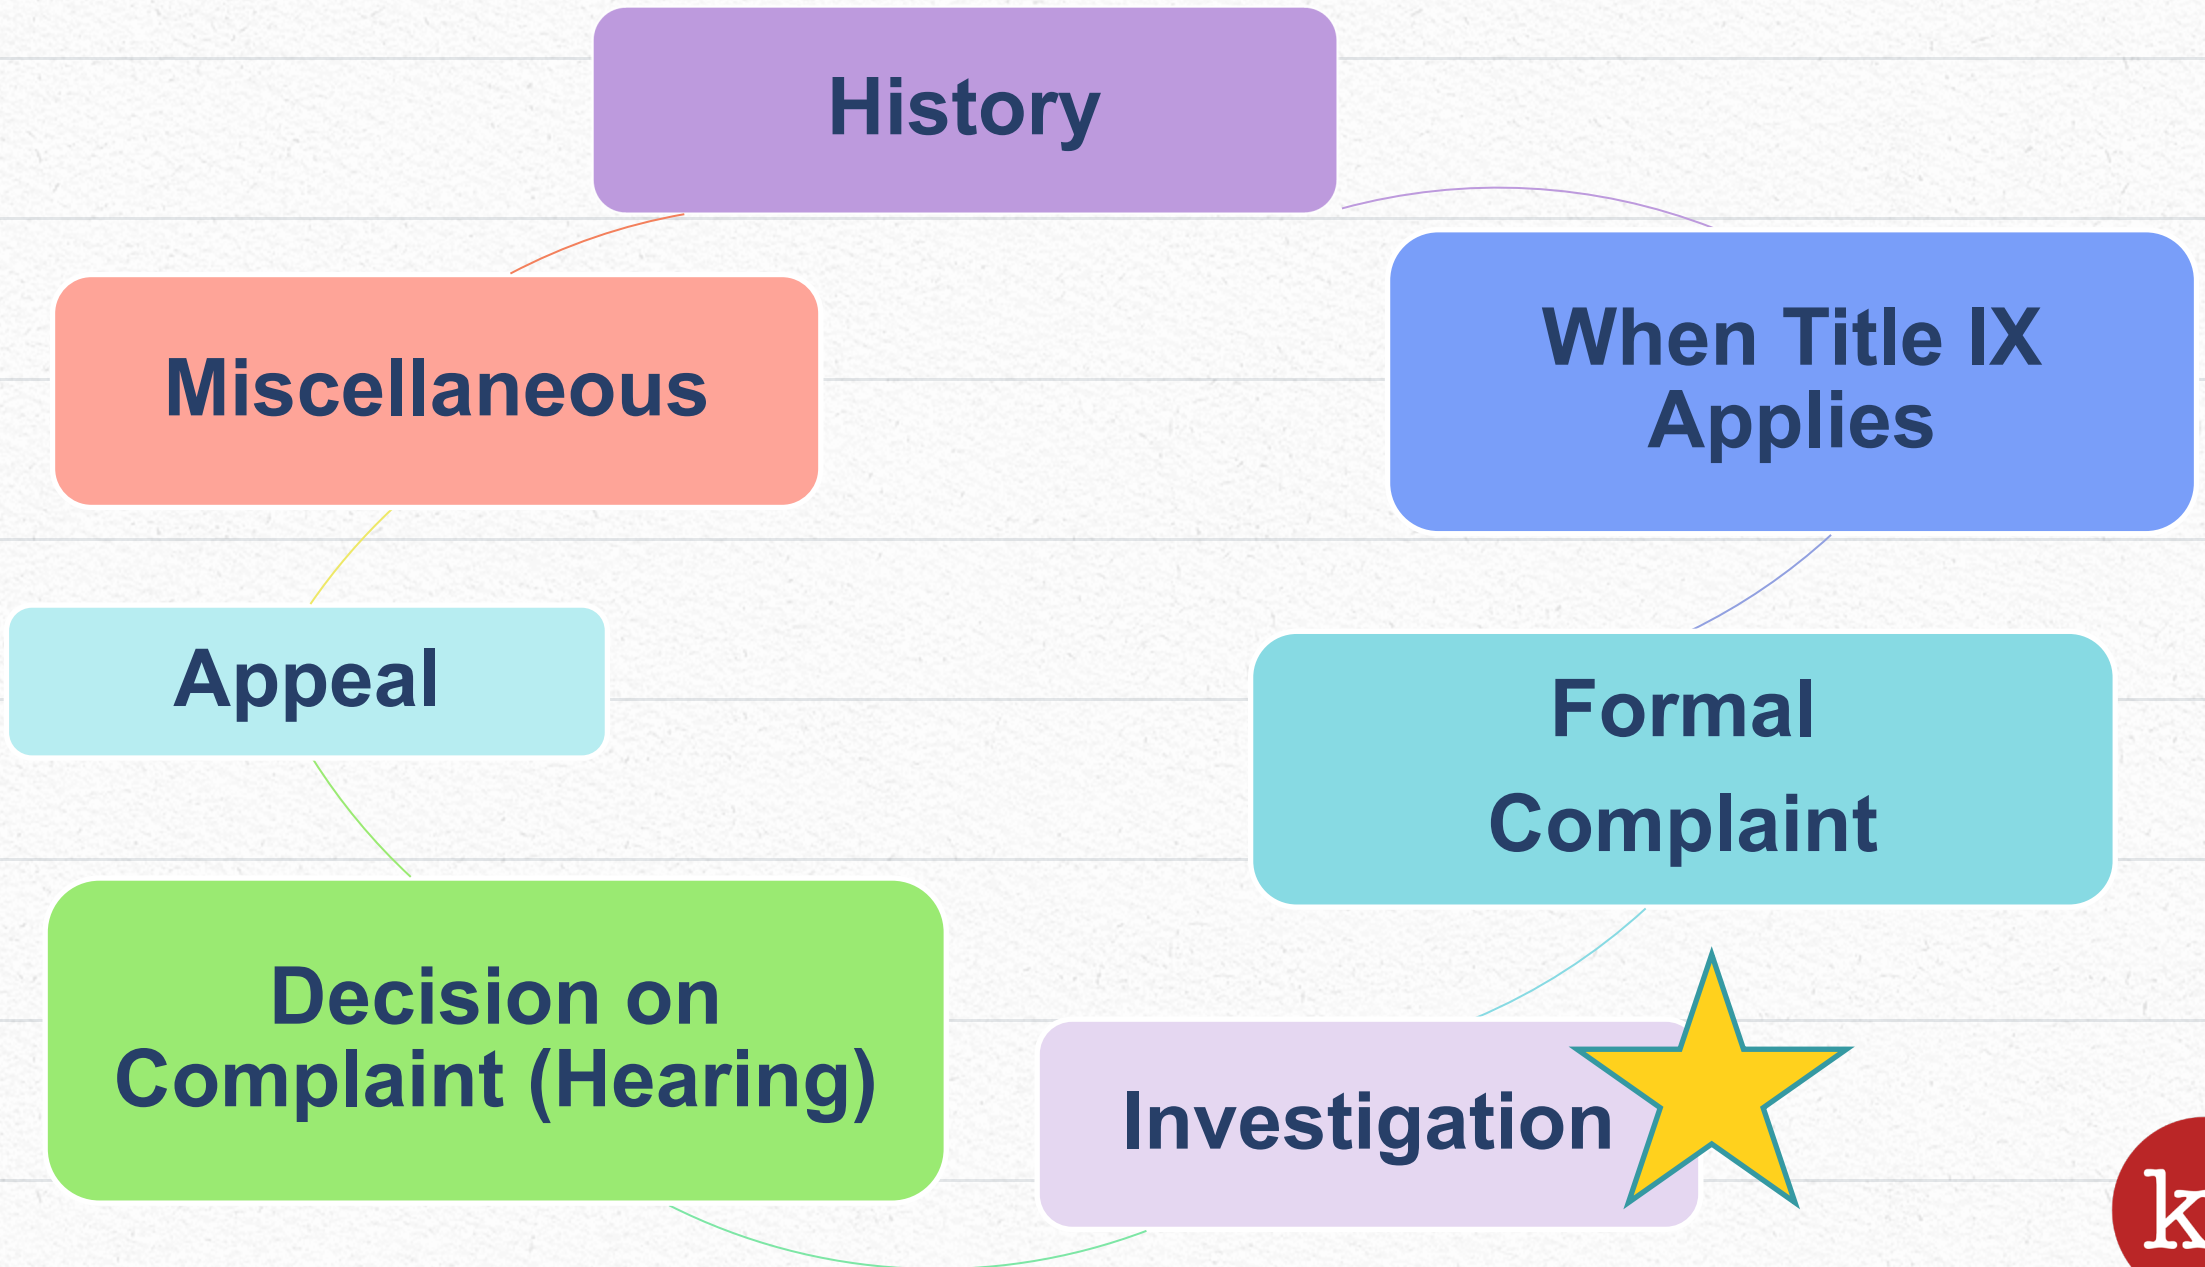 History
When Title IX
Applies
Formal
Complaint
Investigation
Decision on
Complaint (Hearing)
Appeal
Miscellaneous
k